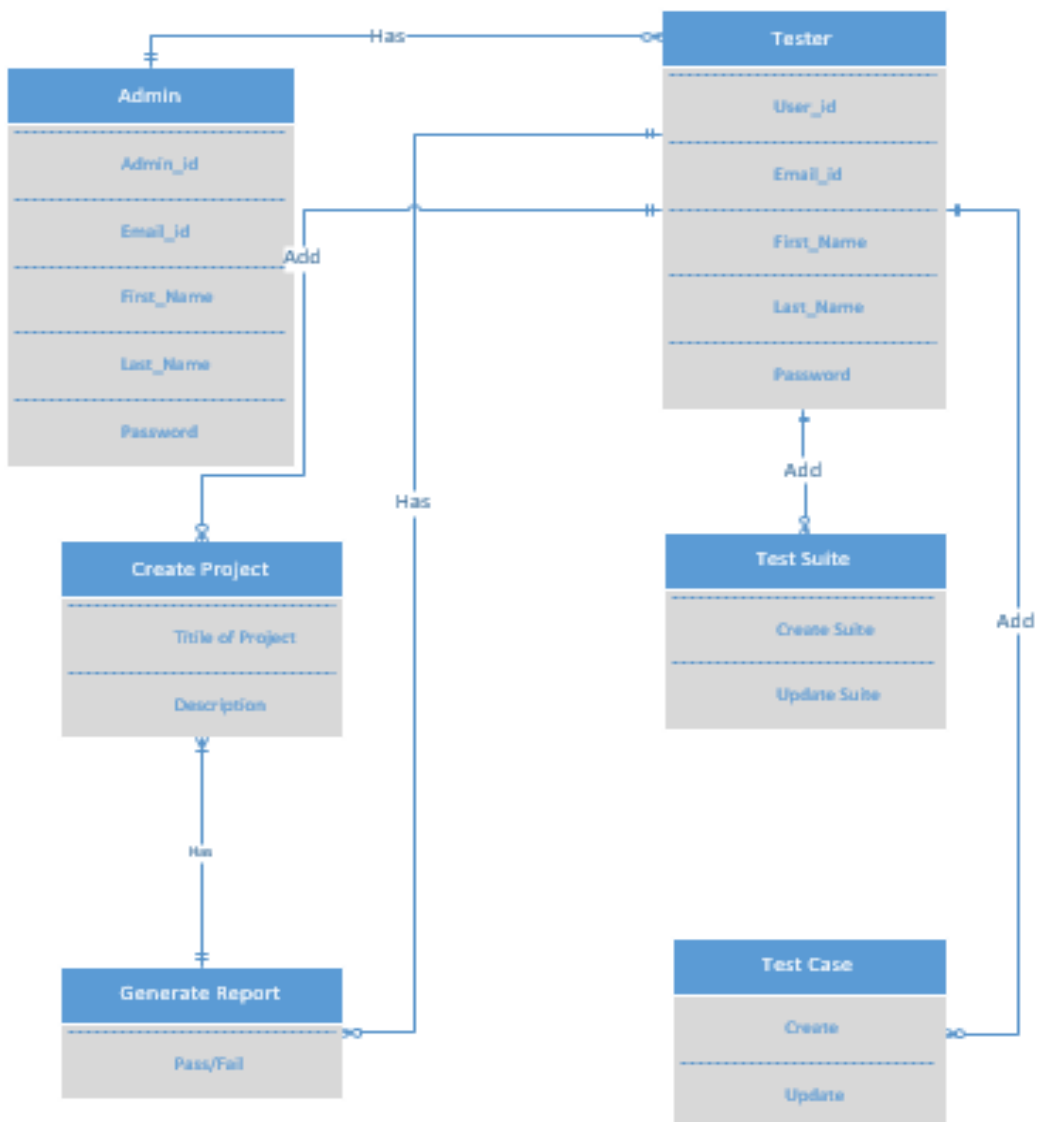 Has
Tester
Admin
User_id
Admin_id
Email_id
Email_id
Add
First_Name
First_Name
Last_Name
Last_Name
Password
Password
Add
Has
Create Project
Test Suite
Titile of Project
Create Suite
Add
Description
Update Suite
Has
Generate Report
Test Case
Pass/Fail
Create
Update